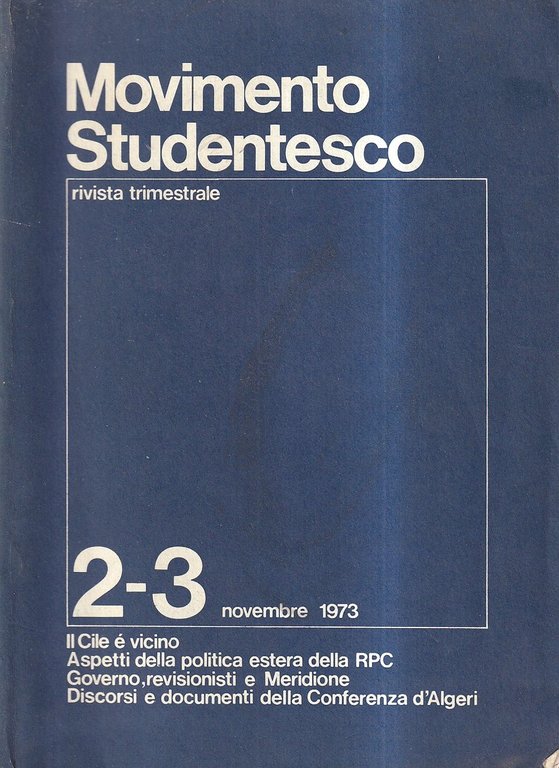 Movimento
Studentesco
rivista trimestrale
2-3 novembre 1973
Il Cile é vicino
Aspetti della politica estera della RPC
Governo,revisionisti e Meridione
Discorsi e documenti della Conferenza d'Algeri